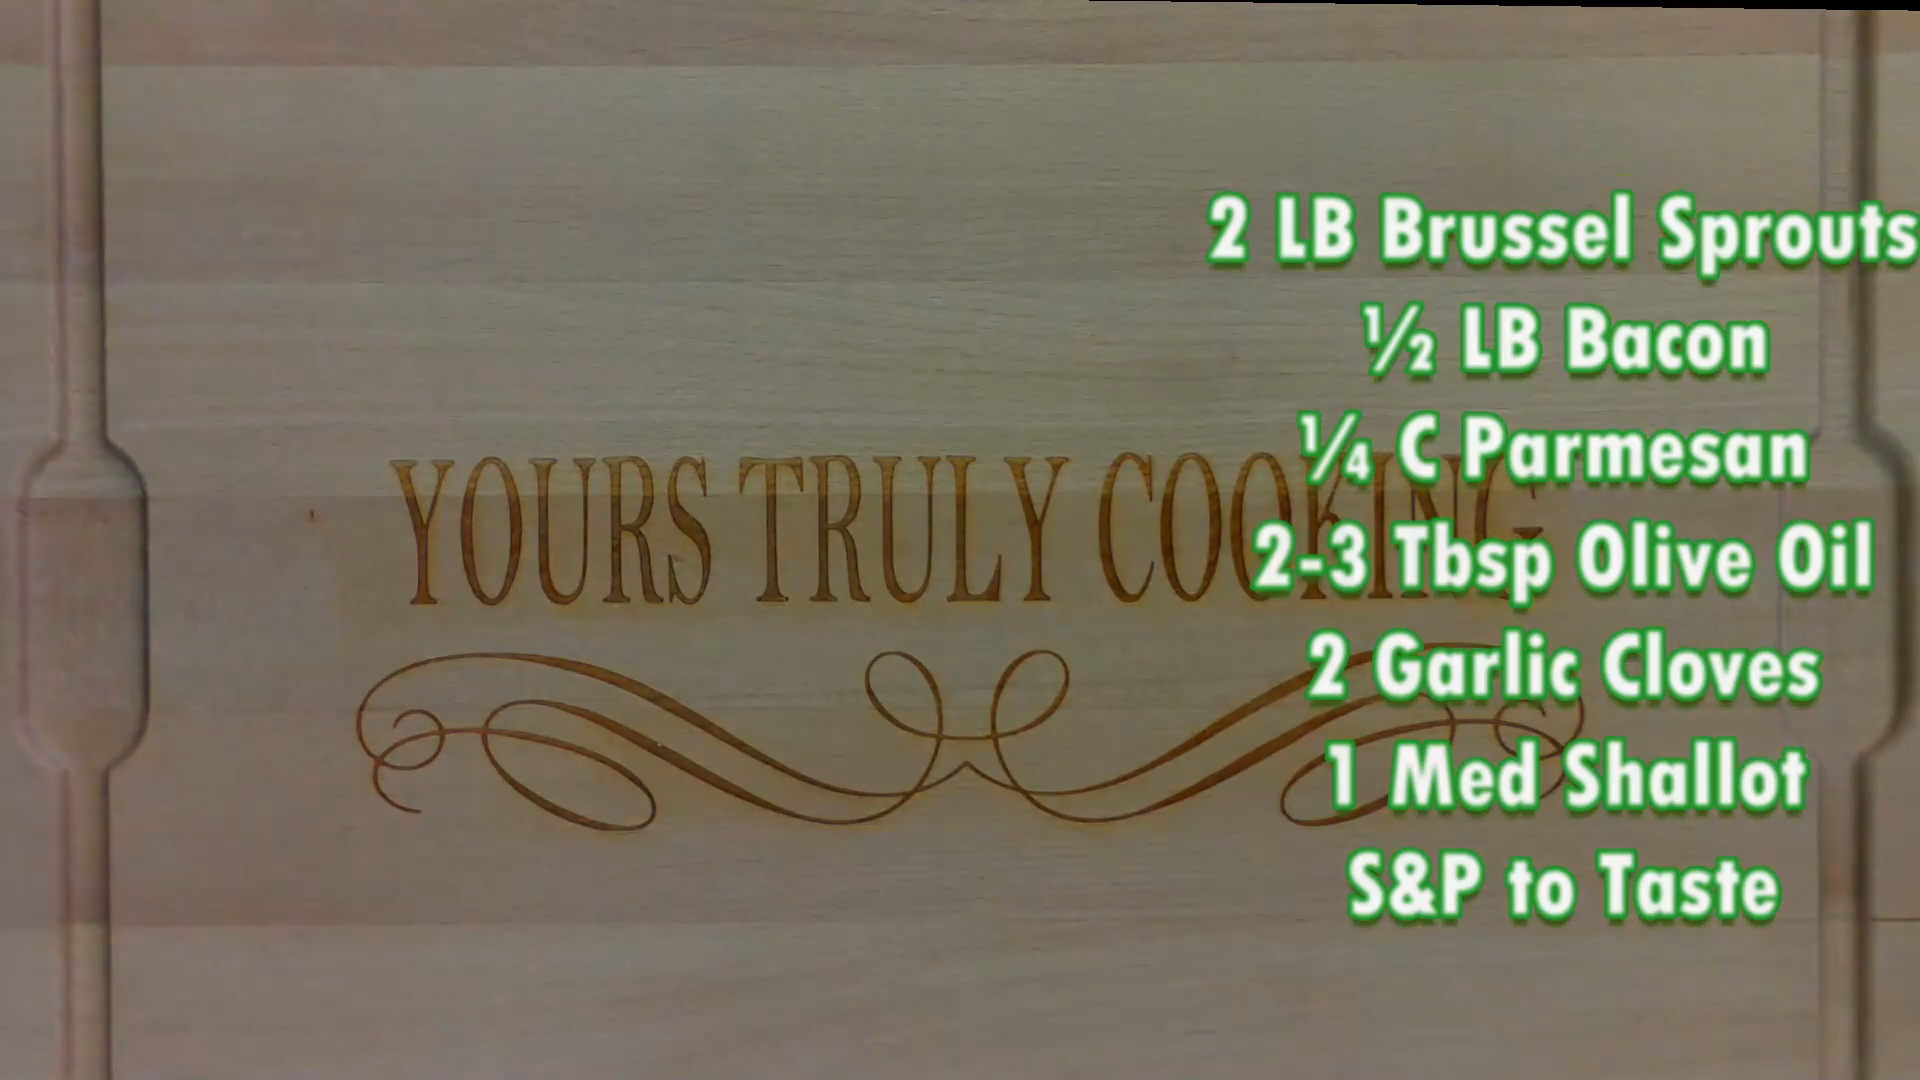 2 LB Brussel Sprouts
½ LB Bacon
¼ C Parmesan
YOURS TRULY COOKING
2-3 Tbsp Olive Oil
2 Garlic Cloves
1 Med Shallot
S&P to Taste